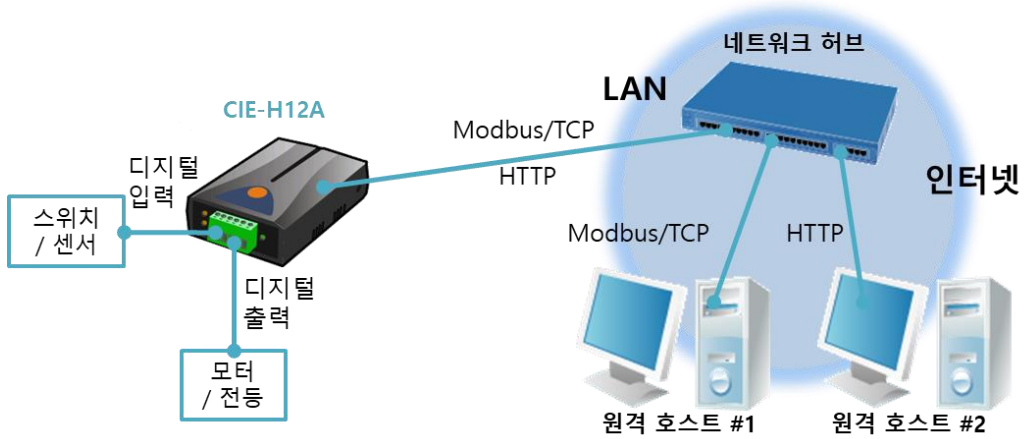 네트워크 허브
LAN
CIE-H12A
Modbus/TCP
HTTP
디지털
입력
인터넷
스위치
/ 센서
Modbus/TCP
HTTP
디지털
출력
모터
/ 전등
원격 호스트 #1
원격 호스트 #2